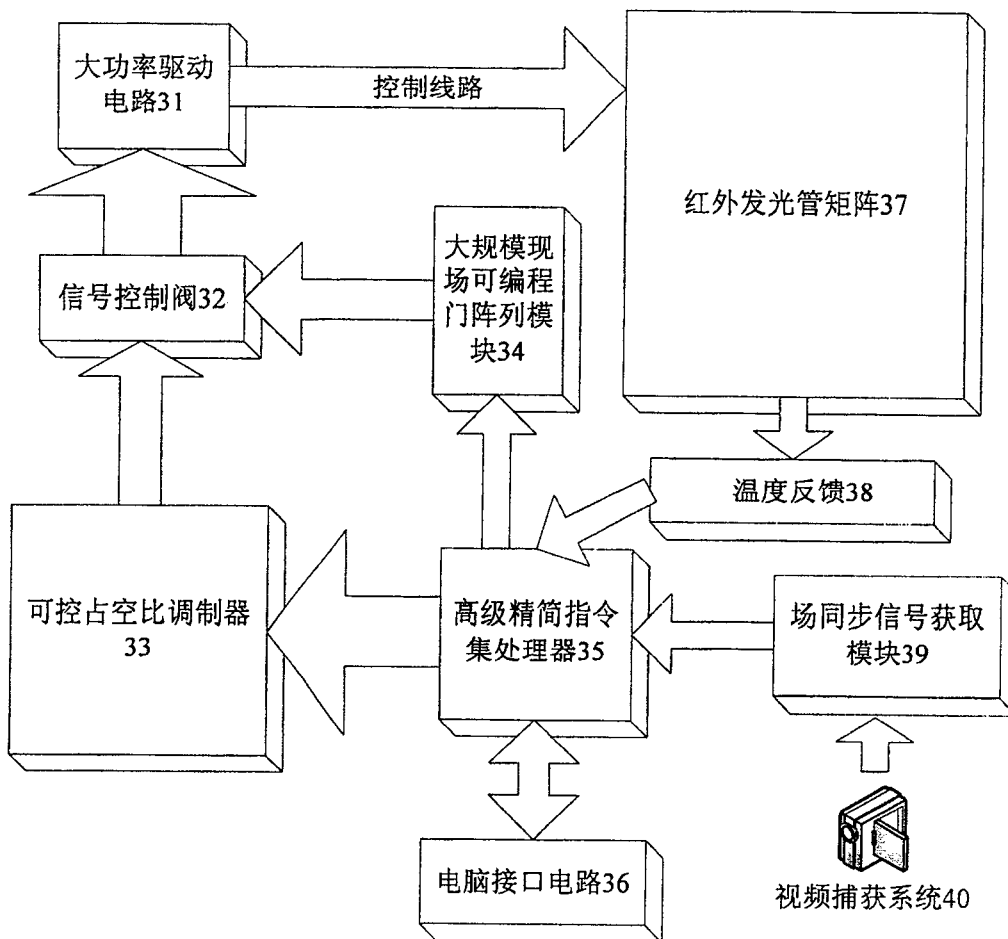 大功率驱动
电路31
控制线路
红外发光管矩阵37
信号控制阀32
大规模现
场可编程
门阵列模
块34
温度反馈38
可控占空比调制器
33
高级精简指令
集处理器35
场同步信号获取
模块39
电脑接口电路36
视频捕获系统40